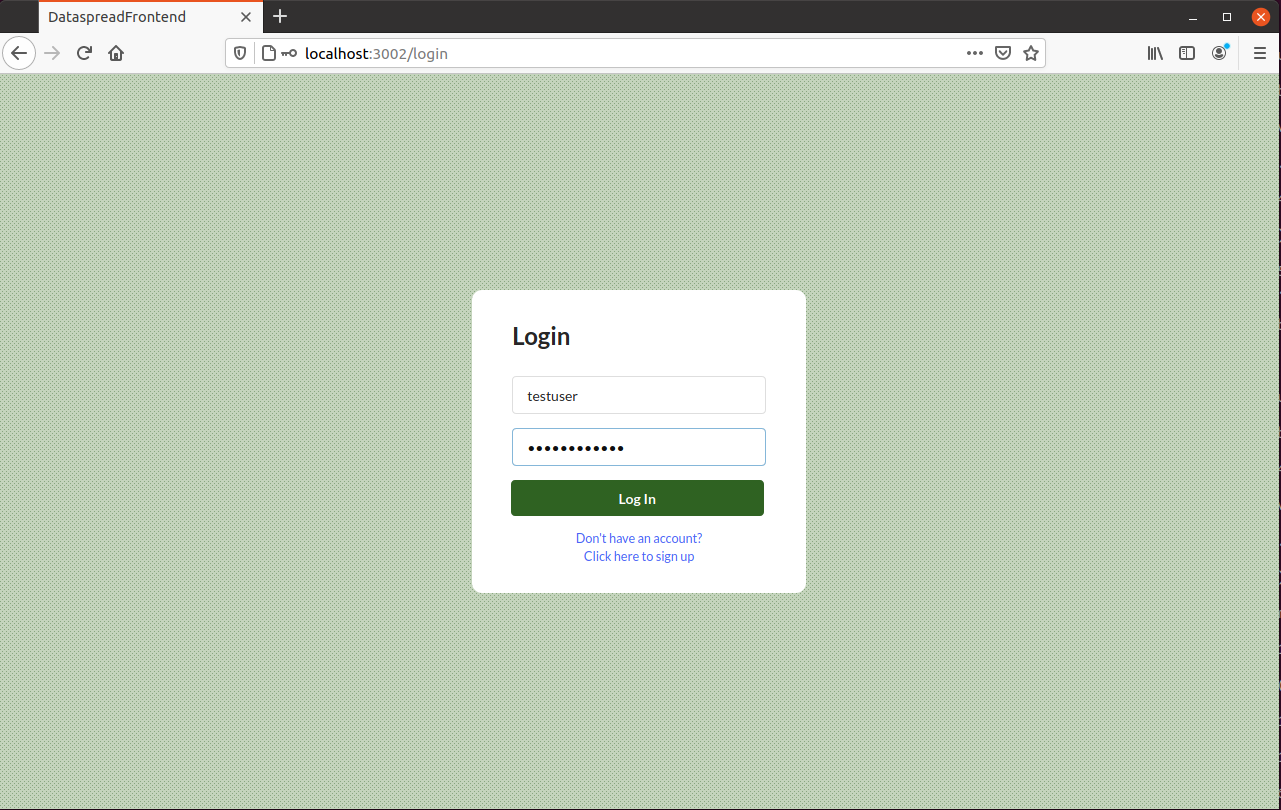 DataspreadFrontend
localhost:3002/login
Login
testuser
••••••••••••
Log In
Don't have an account?
Click here to sign up